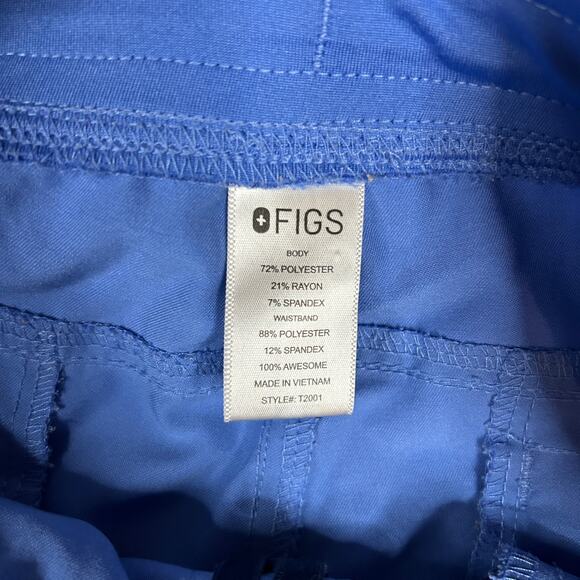 FIGS
BODY
72% POLYESTER
21% RAYON
7% SPANDEX
WAISTBAND
88% POLYESTER
12% SPANDEX
100% AWESOME
MADE IN VIETNAM
STYLE#: T2001